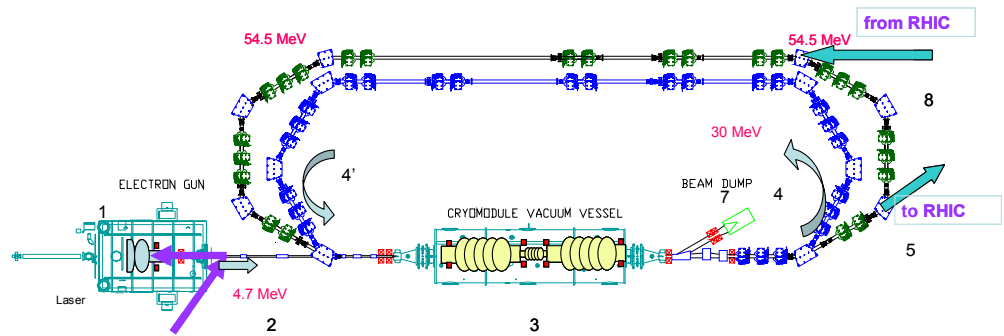 from RHIC
54.5 MeV
54.5 MeV
8
30 MeV
4'
ELECTRON GUN
BEAM DUMP
4
7
1
CRYOMODULE VACUUM VESSEL
to RHIC
5
Laser
4.7 MeV
2
3